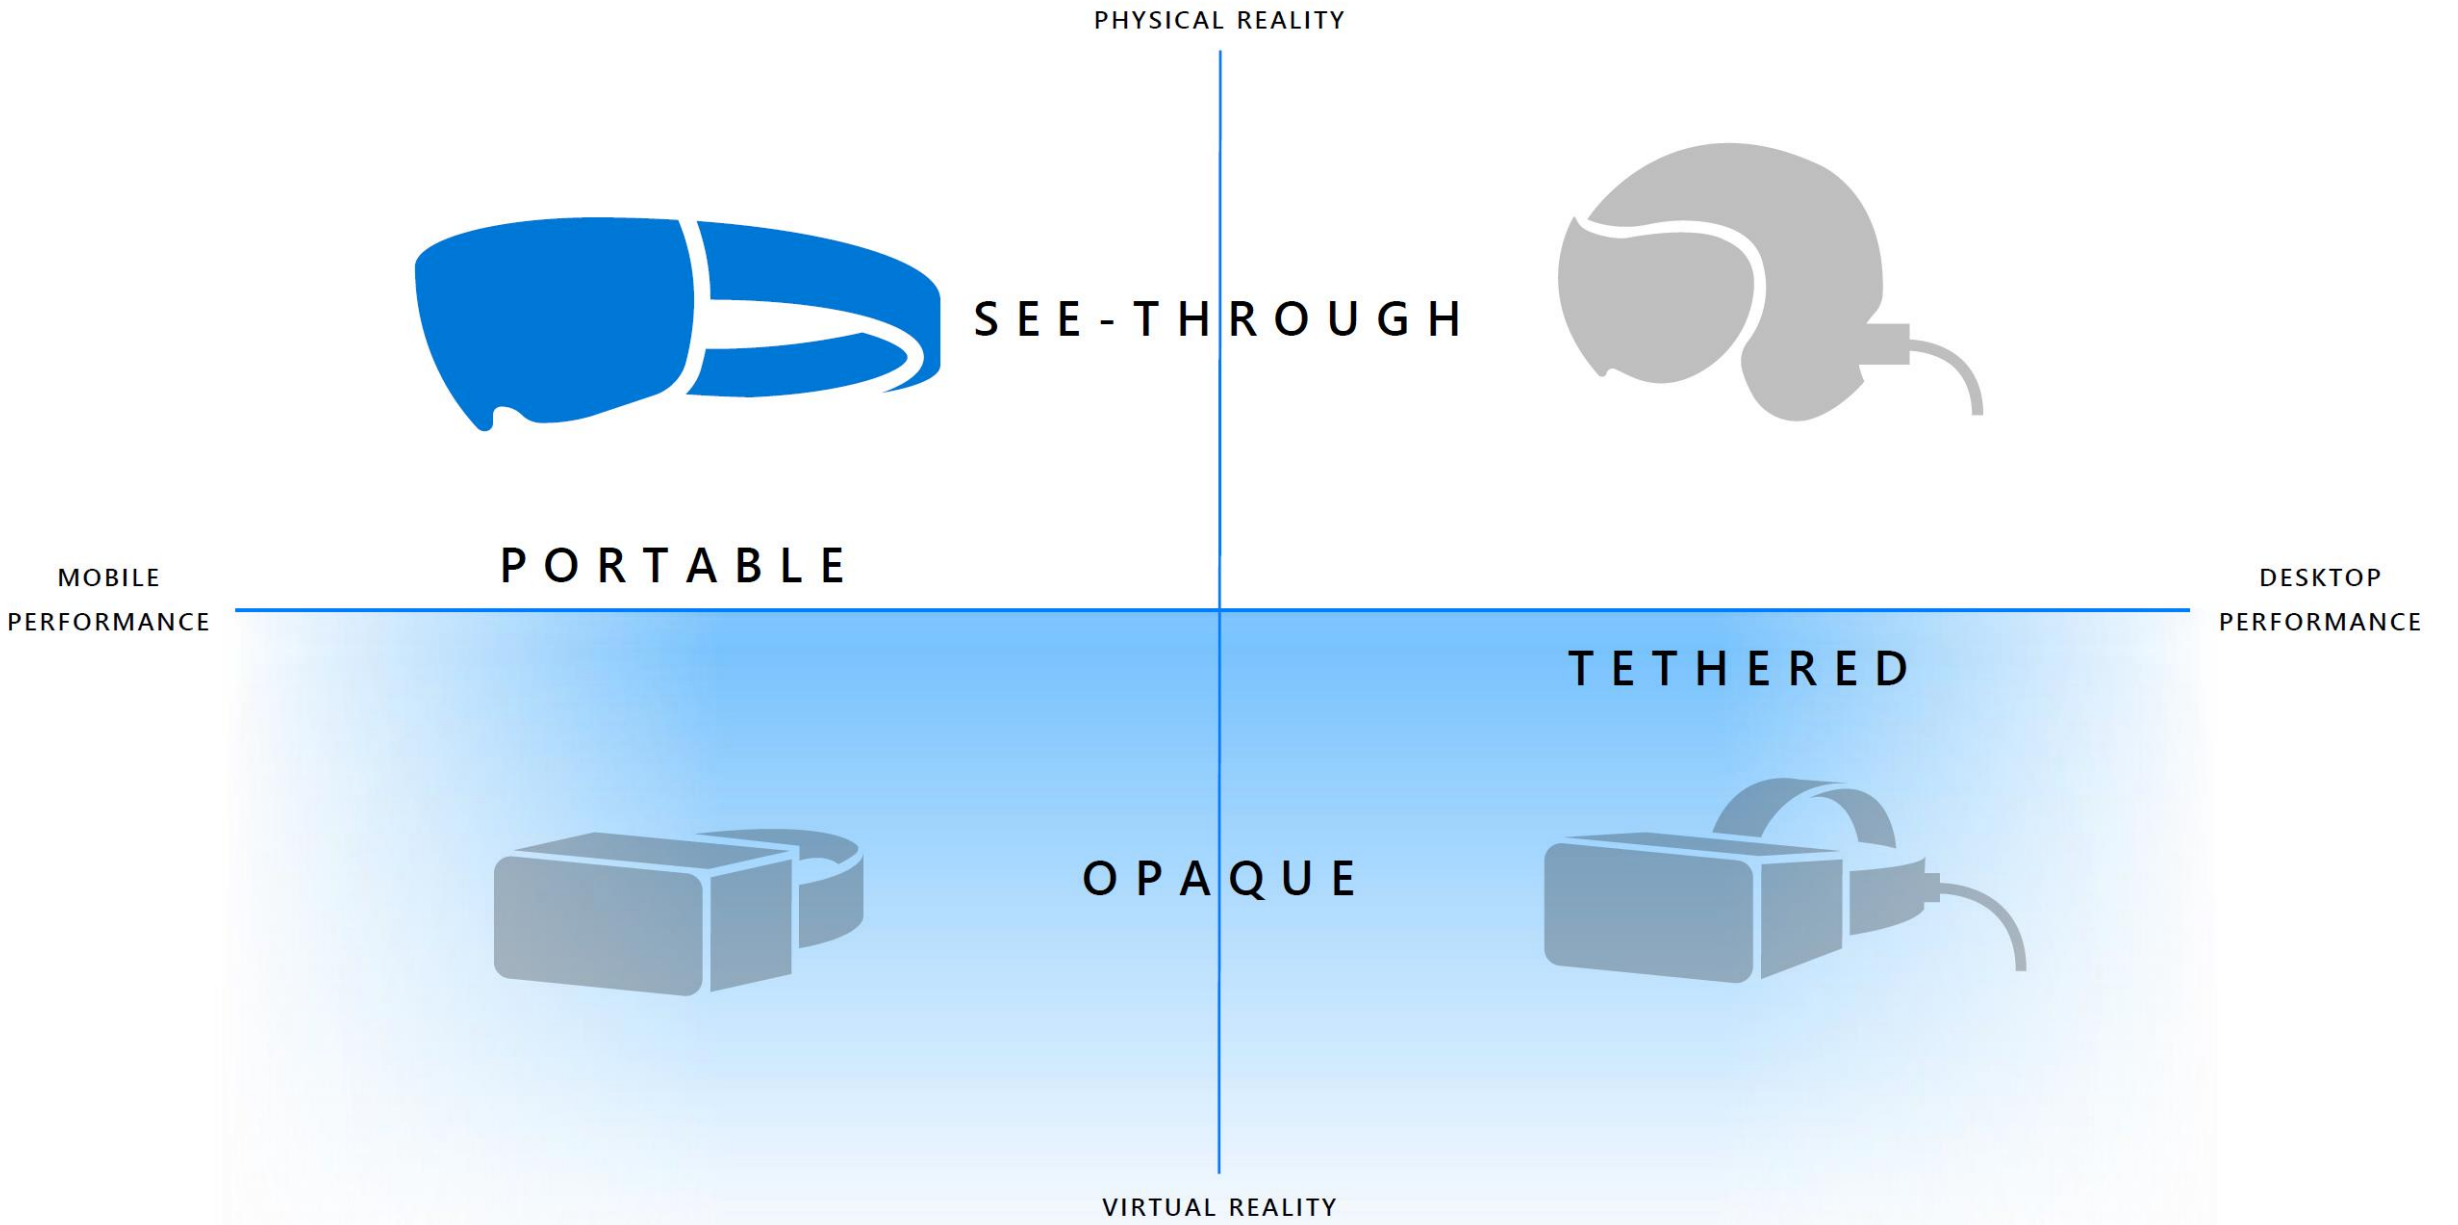 PHYSICAL REALITY
SEE-THROUGH
PORTABLE
MOBILE
PERFORMANCE
DESKTOP
PERFORMANCE
TETHERED
OPAQUE
VIRTUAL REALITY